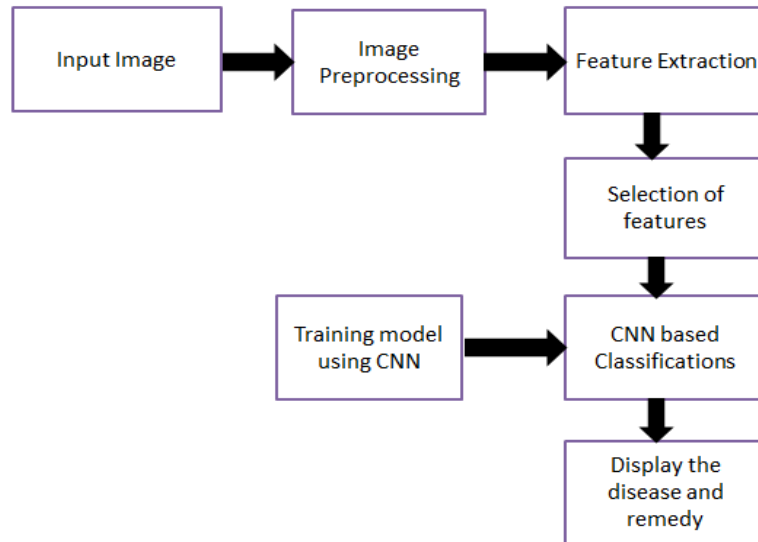 Input Image
Image
Preprocessing
Feature Extraction
Selection of
features
Training model
using CNN
CNN based
Classifications
Display the
disease and
remedy